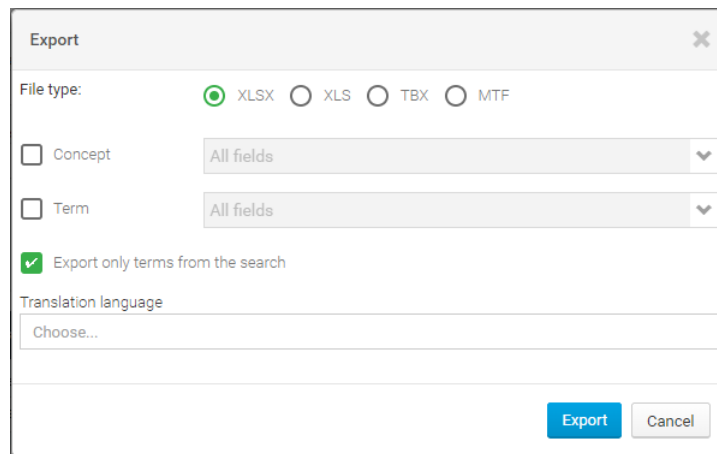 Export
File type:
XLSX XLS TBX MTF
Concept All fields
Term All fields
Export only terms from the search
Translation language
Choose...
Export Cancel